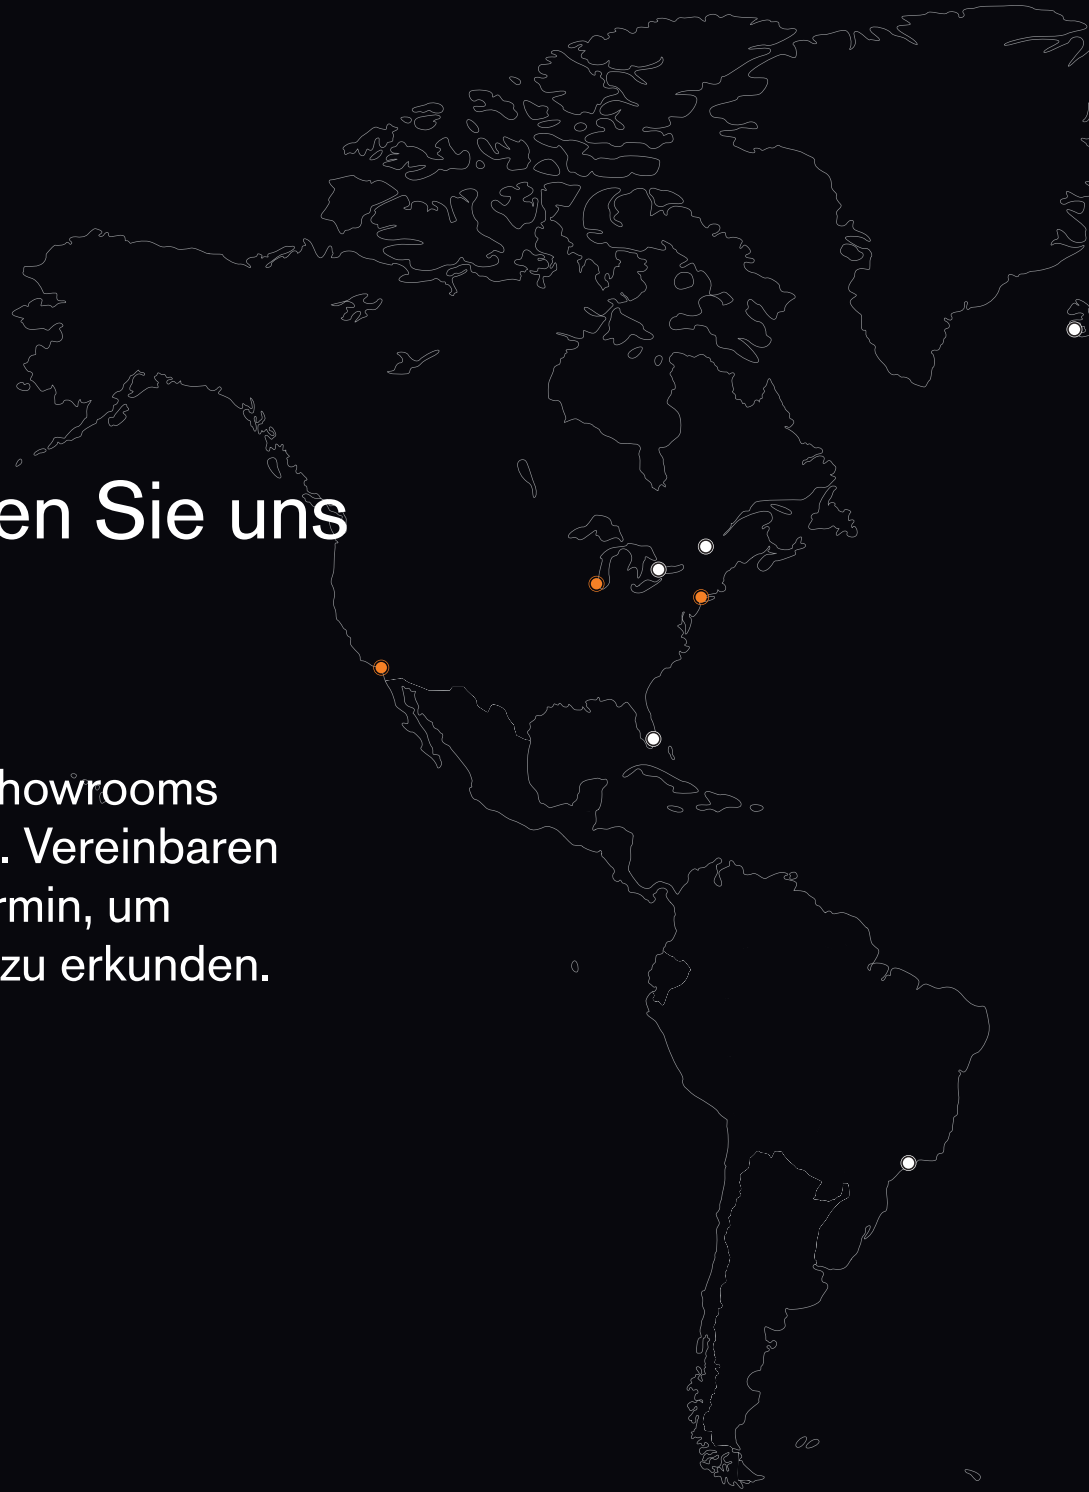 en Sie uns
howrooms
. Vereinbaren
rmin, um
zu erkunden.